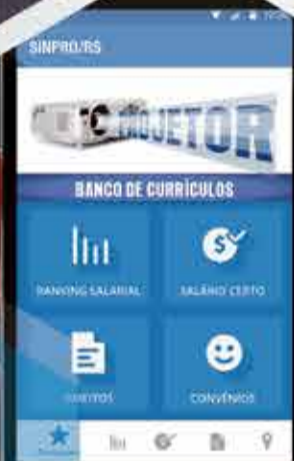 SINPRO/RS
O PROJETOR
BANCO DE CURRÍCULOS
RANKING SALARIAL
SALÁRIO CERTO
DIREITOS
CONVÊNIOS